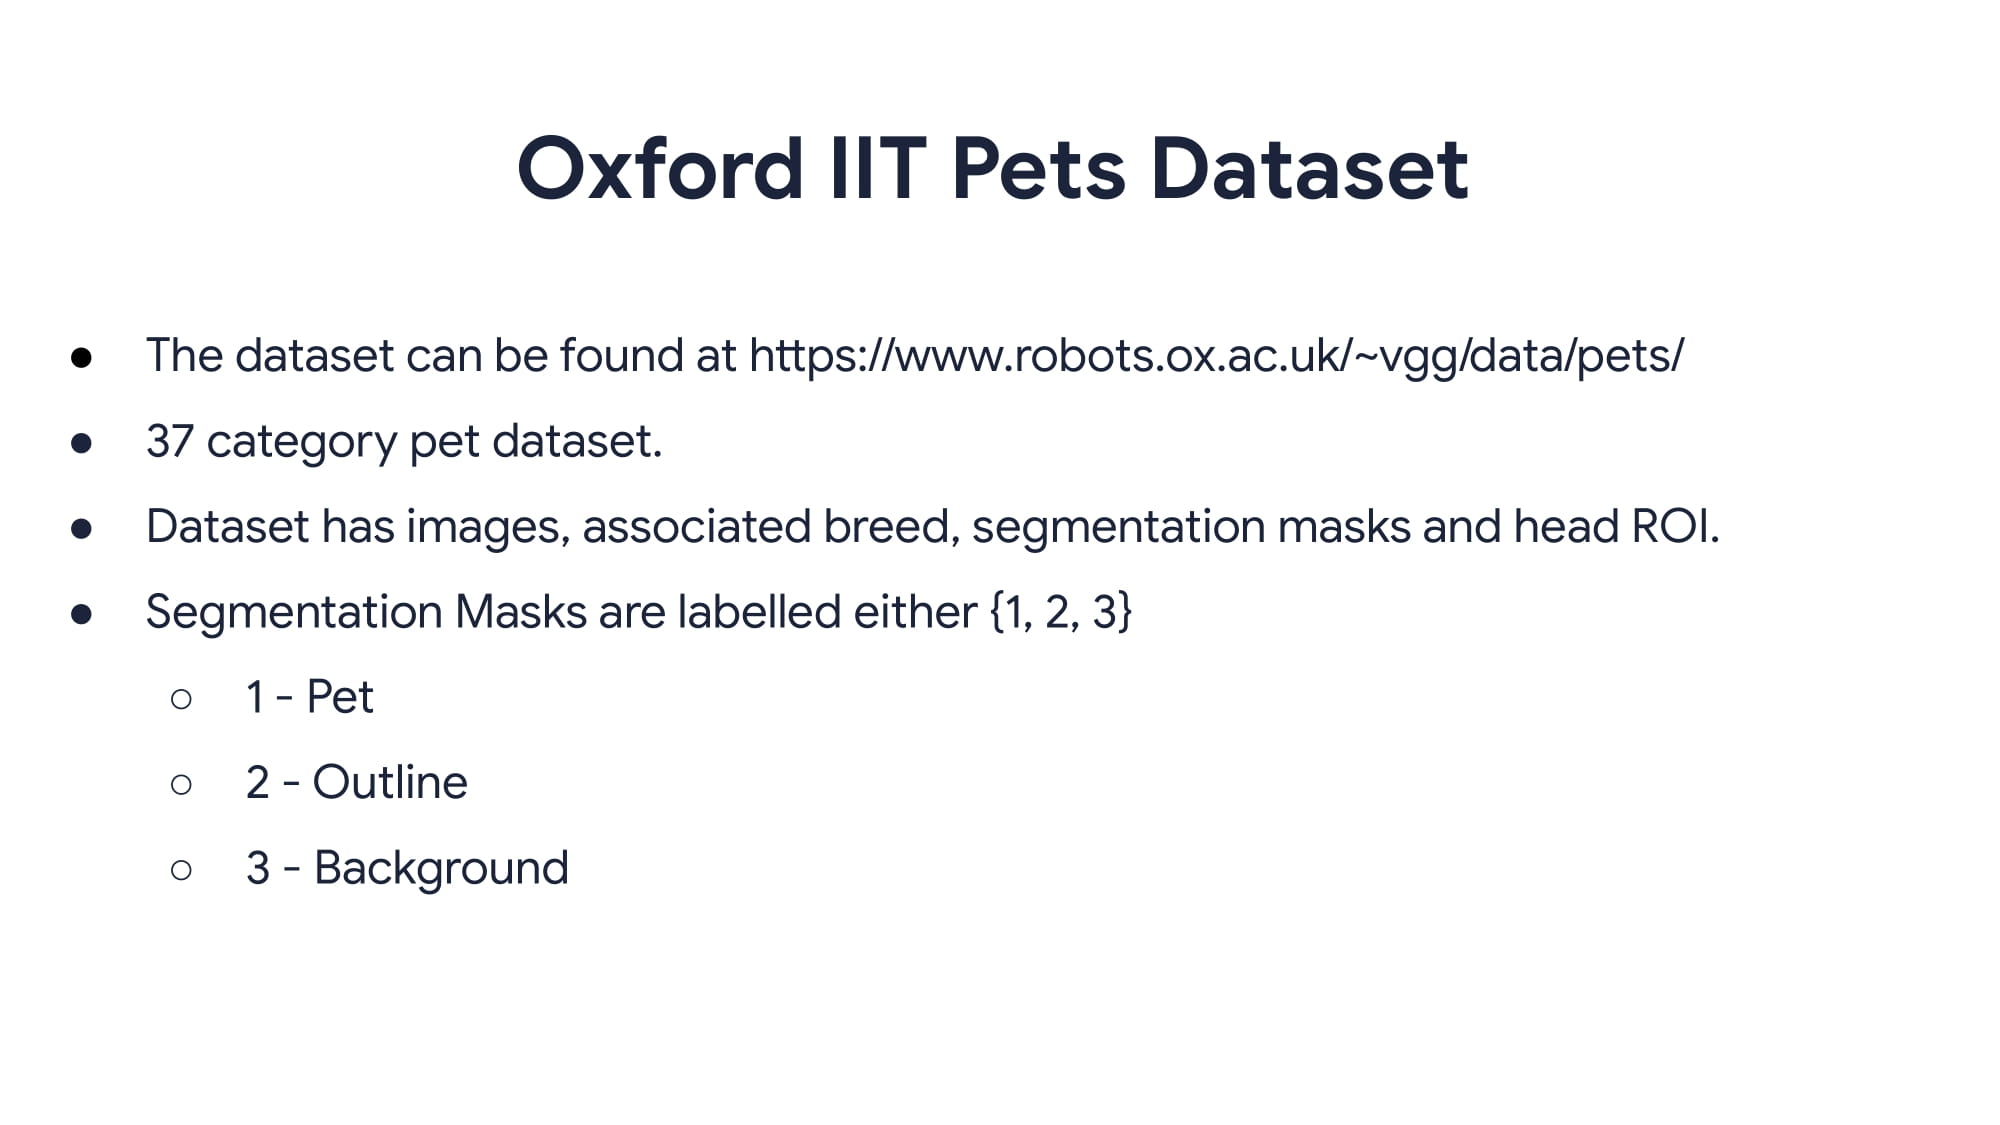 Oxford IIT Pets Dataset
● The dataset can be found at https://www.robots.ox.ac.uk/~vgg/data/pets/
● 37 category pet dataset.
● Dataset has images, associated breed, segmentation masks and head ROI.
● Segmentation Masks are labelled either {1, 2, 3}
○ 1 - Pet
○ 2 - Outline
○ 3 - Background